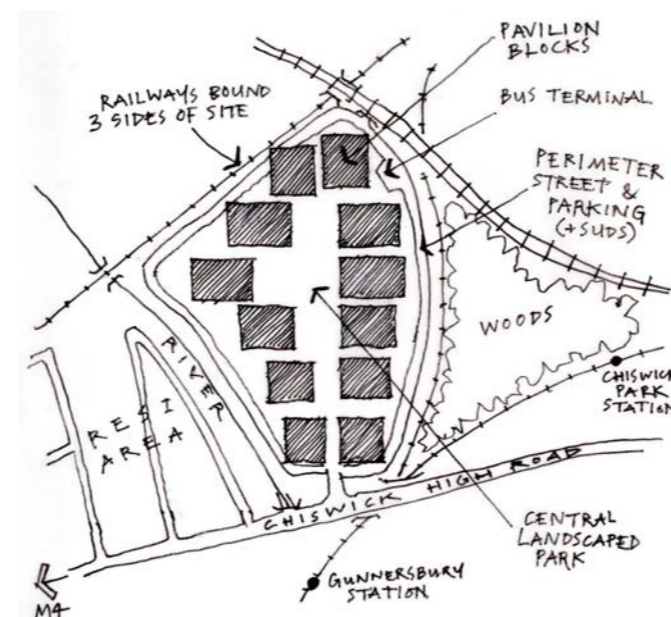 PAVILION
BLOCKS
RAILWAYS BOUND
3 SIDES OF SITE
BUS TERMINAL
PERIMETER
STREET &
PARKING
(+SUDS)
WOODS
CHISWICK
PARK
STATION
RIVER
RESI
AREA
CHISWICK HIGH ROAD
CENTRAL
LANDSCAPED
PARK
GUNNERSBURY
STATION
M4